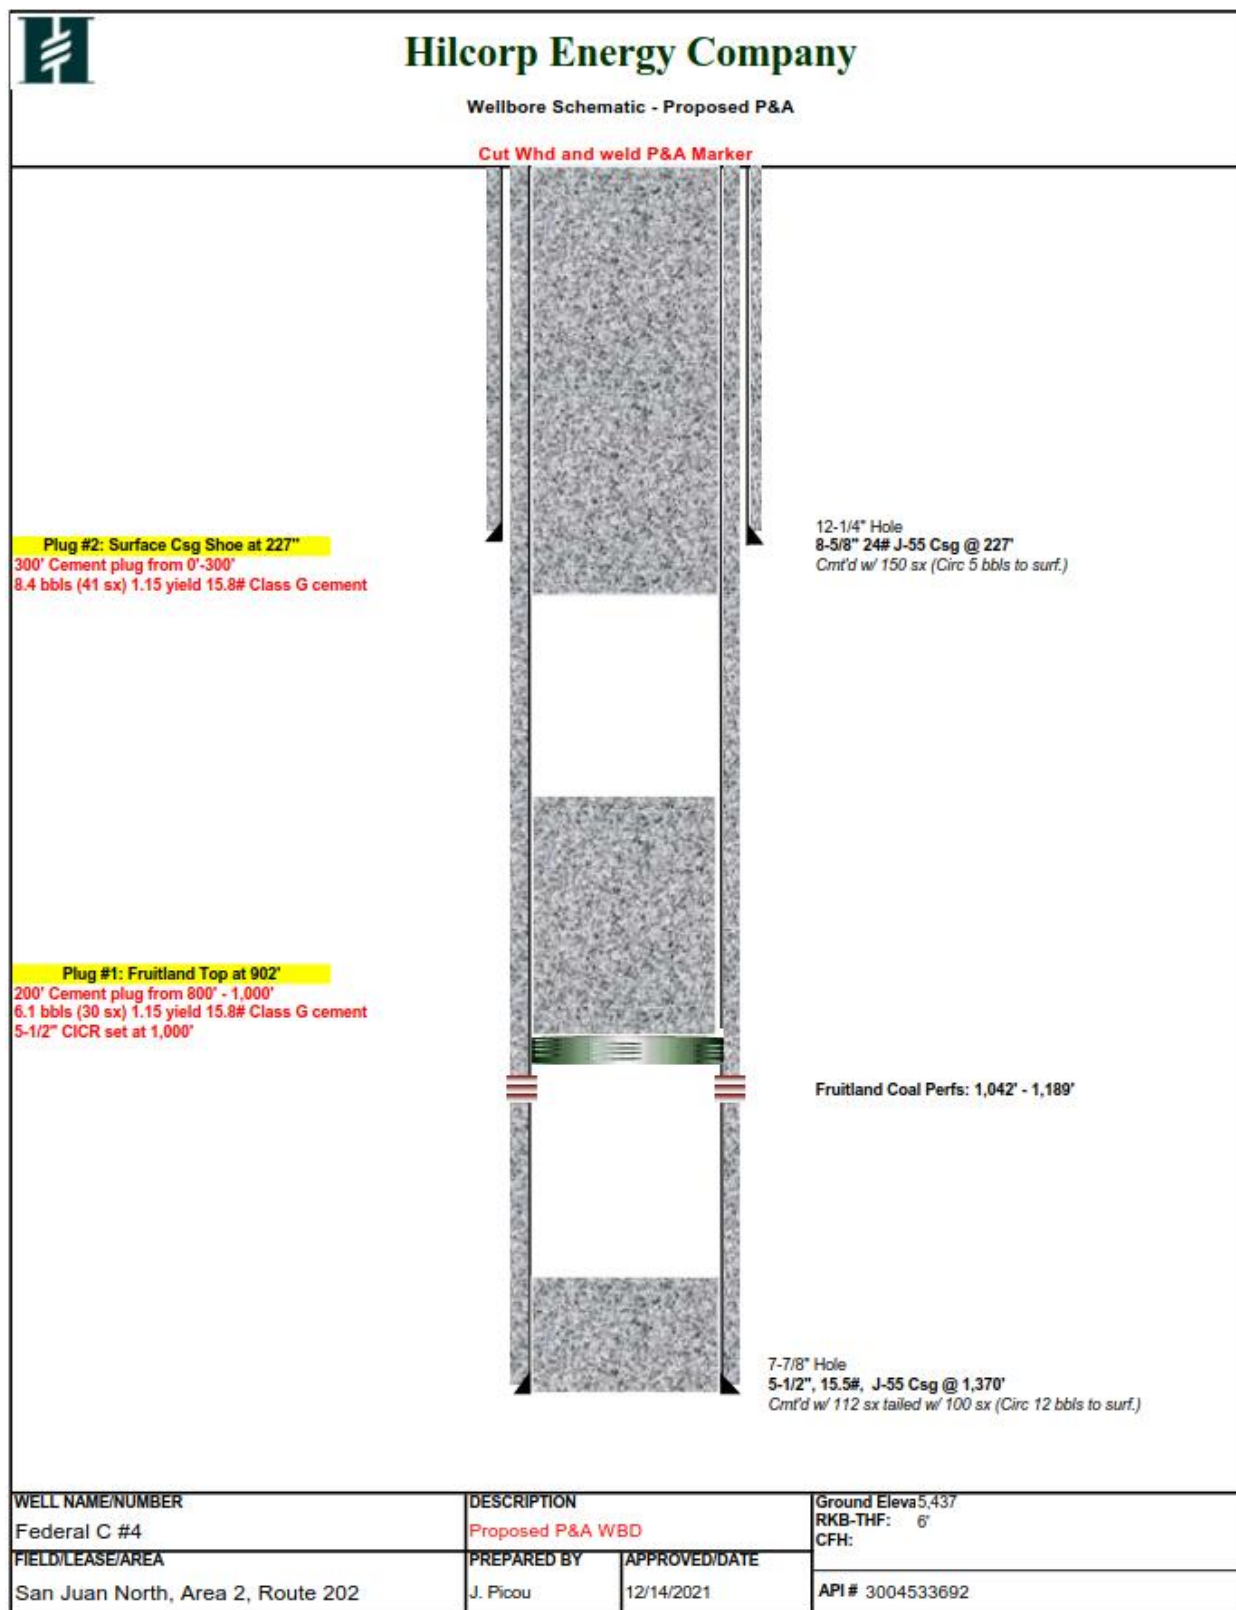 Hilcorp Energy Company
Wellbore Schematic - Proposed P&A
Cut Whd and weld P&A Marker
12-1/4" Hole
8-5/8" 24# J-55 Csg @ 227'
Cmt'd w/ 150 sx (Circ 5 bbls to surf.)
Plug #2: Surface Csg Shoe at 227"
300' Cement plug from 0'-300'
8.4 bbls (41 sx) 1.15 yield 15.8# Class G cement
Plug #1: Fruitland Top at 902'
200' Cement plug from 800' - 1,000'
6.1 bbls (30 sx) 1.15 yield 15.8# Class G cement
5-1/2" CICR set at 1,000'
Fruitland Coal Perfs: 1,042' - 1,189'
7-7/8" Hole
5-1/2", 15.5#, J-55 Csg @ 1,370'
Cmt'd w/ 112 sx tailed w/ 100 sx (Circ 12 bbls to surf.)
WELL NAME/NUMBER
Federal C #4
DESCRIPTION
Proposed P&A WBD
Ground Eleva 5,437
RKB-THF: 6'
CFH:
FIELD/LEASE/AREA
San Juan North, Area 2, Route 202
PREPARED BY
J. Picou
APPROVED/DATE
12/14/2021
API # 3004533692